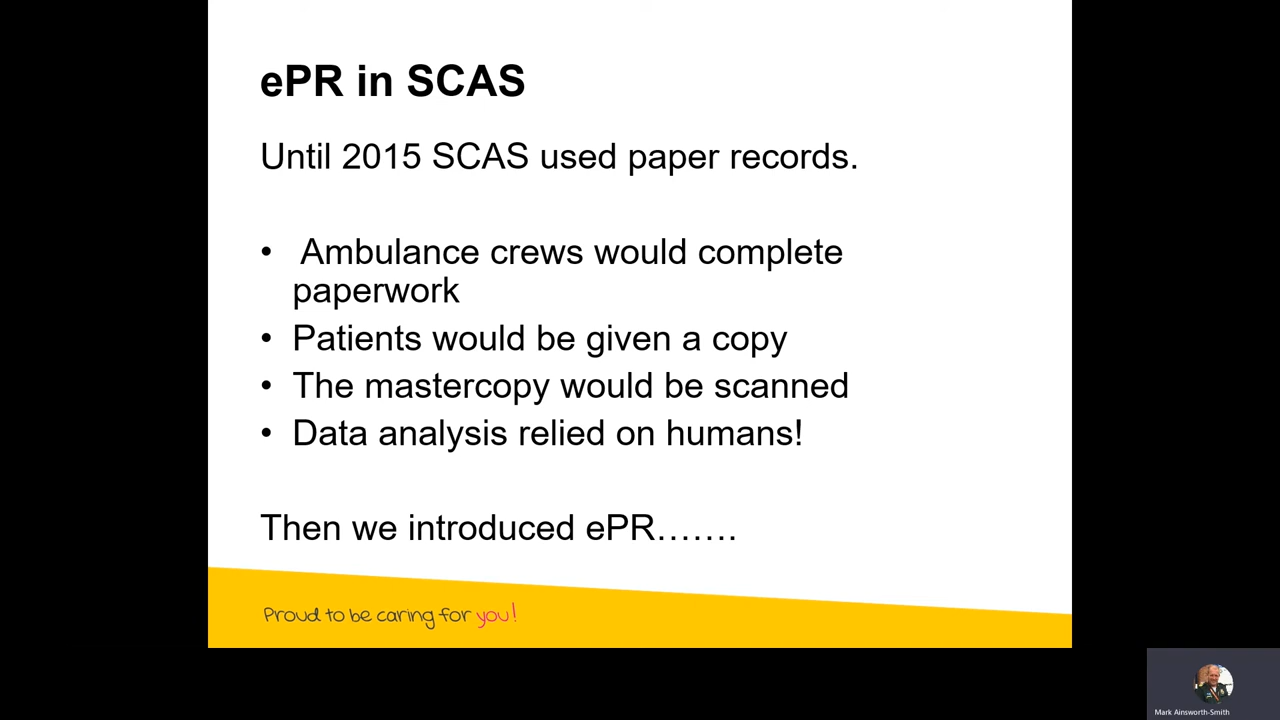 ePR in SCAS
Until 2015 SCAS used paper records.
• Ambulance crews would complete
paperwork
• Patients would be given a copy
• The mastercopy would be scanned
• Data analysis relied on humans!
Then we introduced ePR…….
Proud to be caring for you!
Mark Ainsworth-Smith